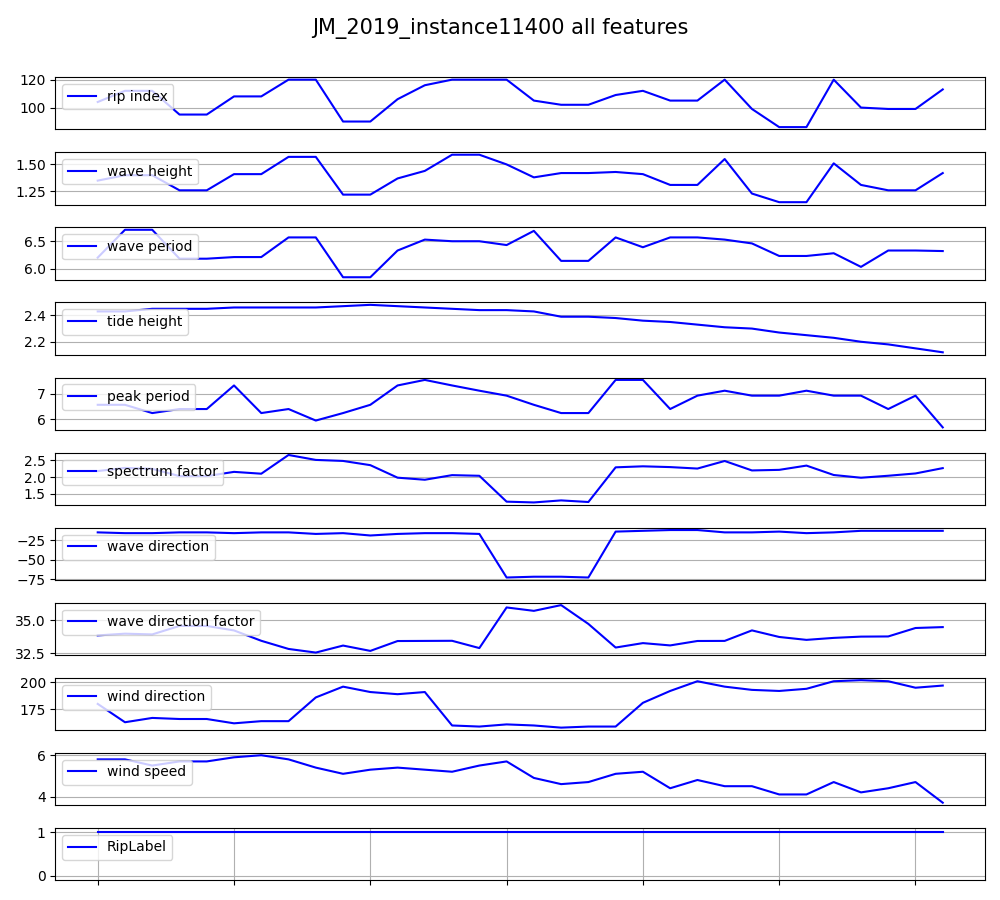 JM_2019_instance11400 all features
120
100
rip index
1.50
1.25
wave height
6.5
6.0
wave period
2.4
2.2
tide height
7
6
peak period
2.5
2.0
1.5
spectrum factor
−25
−50
−75
wave direction
35.0
32.5
wave direction factor
200
175
wind direction
6
4
wind speed
1
0
RipLabel